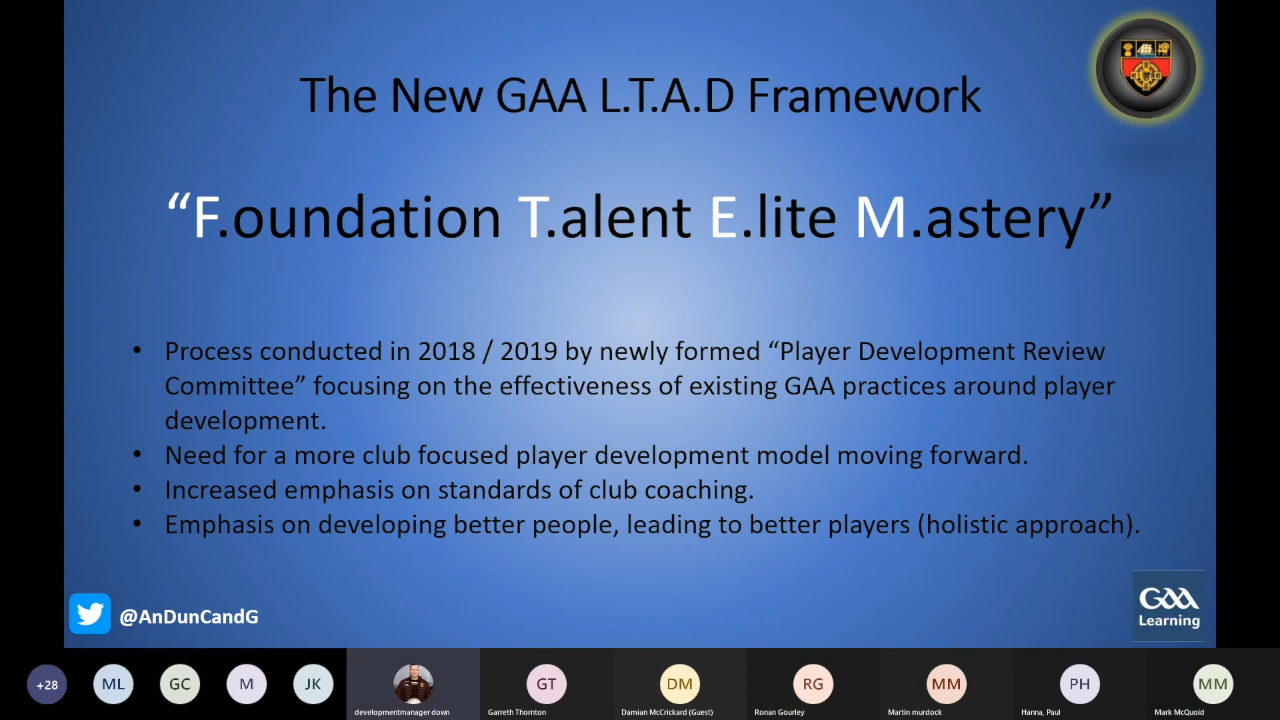 The New GAA L.T.A.D Framework
“F.oundation T.alent E.lite M.astery”
• Process conducted in 2018 / 2019 by newly formed “Player Development Review
Committee” focusing on the effectiveness of existing GAA practices around player
development.
• Need for a more club focused player development model moving forward.
• Increased emphasis on standards of club coaching.
• Emphasis on developing better people, leading to better players (holistic approach).
@AnDunCandG
GAA
Learning
+28
ML
GC
M
JK
developmentmanager down
GT
Garreth Thornton
DM
Damian McCrickard (Guest)
RG
Ronan Gourley
MM
Martin murdock
PH
Hanna, Paul
MM
Mark McQuoid